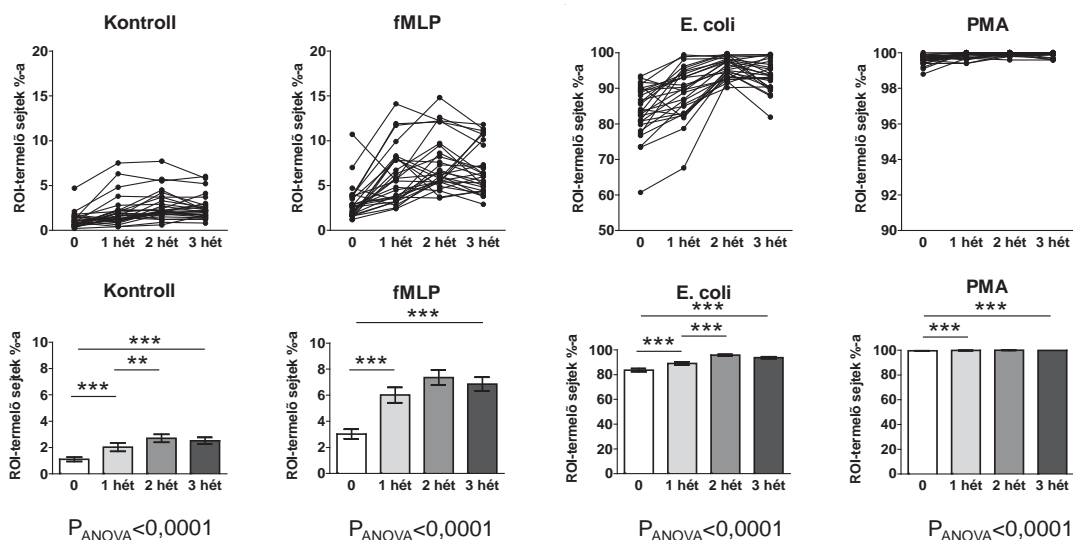 Kontroll
fMLP
E. coli
PMA
ROI-termelő sejtek %-a
20
15
10
5
0
0 1 hét 2 hét 3 hét
ROI-termelő sejtek %-a
20
15
10
5
0
0 1 hét 2 hét 3 hét
ROI-termelő sejtek %-a
100
90
80
70
60
50
0 1 hét 2 hét 3 hét
ROI-termelő sejtek %-a
100
98
96
94
92
90
0 1 hét 2 hét 3 hét
Kontroll
fMLP
E. coli
PMA
ROI-termelő sejtek %-a
10
8
6
4
2
0
***
**
***
0 1 hét 2 hét 3 hét
ROI-termelő sejtek %-a
10
8
6
4
2
0
***
***
0 1 hét 2 hét 3 hét
ROI-termelő sejtek %-a
100
80
60
40
20
0
***
***
***
0 1 hét 2 hét 3 hét
ROI-termelő sejtek %-a
100
80
60
40
20
0
***
***
0 1 hét 2 hét 3 hét
PANOVA<0,0001
PANOVA<0,0001
PANOVA<0,0001
PANOVA<0,0001